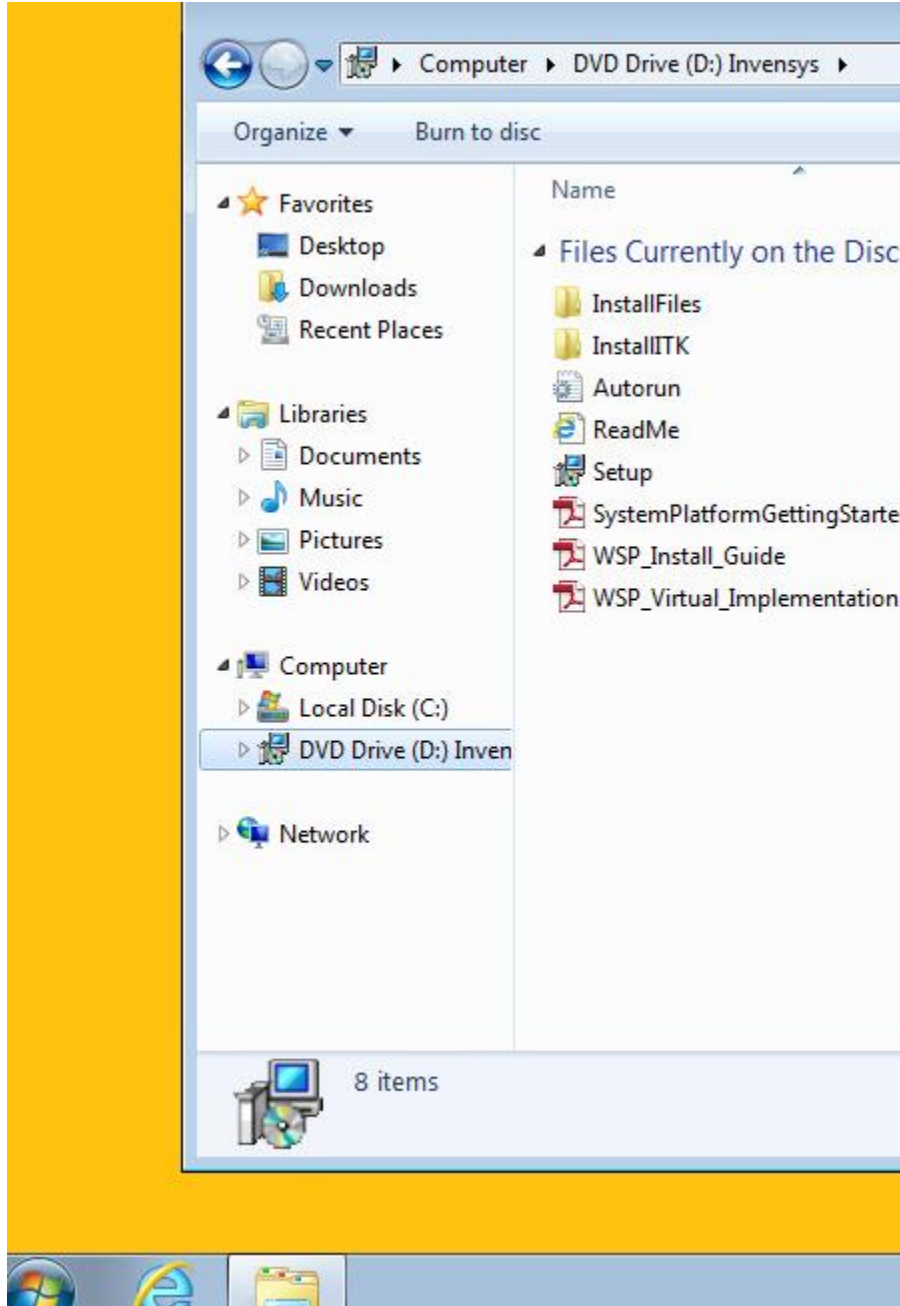 Computer ▸ DVD Drive (D:) Invensys ▸
Organize Burn to disc
Favorites
Desktop
Downloads
Recent Places
Libraries
Documents
Music
Pictures
Videos
Computer
Local Disk (C:)
DVD Drive (D:) Inven
Network
Name
Files Currently on the Disc
InstallFiles
InstallITK
Autorun
ReadMe
Setup
SystemPlatformGettingStarte
WSP_Install_Guide
WSP_Virtual_Implementation
8 items